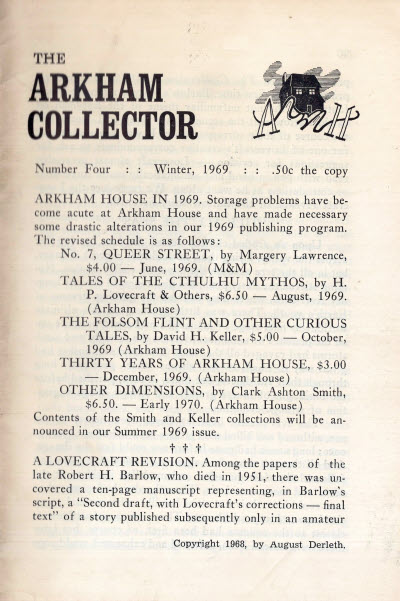 THE
ARKHAM
COLLECTOR
AH
Number Four : : Winter, 1969 : : .50c the copy
ARKHAM HOUSE IN 1969. Storage problems have be-
come acute at Arkham House and have made necessary
some drastic alterations in our 1969 publishing program.
The revised schedule is as follows:
No. 7, QUEER STREET, by Margery Lawrence,
$4.00 — June, 1969. (M&M)
TALES OF THE CTHULHU MYTHOS, by H.
P. Lovecraft & Others, $6.50 — August, 1969.
(Arkham House)
THE FOLSOM FLINT AND OTHER CURIOUS
TALES, by David H. Keller, $5.00 — October,
1969 (Arkham House)
THIRTY YEARS OF ARKHAM HOUSE, $3.00
— December, 1969. (Arkham House)
OTHER DIMENSIONS, by Clark Ashton Smith,
$6.50. — Early 1970. (Arkham House)
Contents of the Smith and Keller collections will be an-
nounced in our Summer 1969 issue.
† † †
A LOVECRAFT REVISION. Among the papers of the
late Robert H. Barlow, who died in 1951, there was un-
covered a ten-page manuscript representing, in Barlow's
script, a "Second draft, with Lovecraft's corrections — final
text" of a story published subsequently only in an amateur
Copyright 1968, by August Derleth.